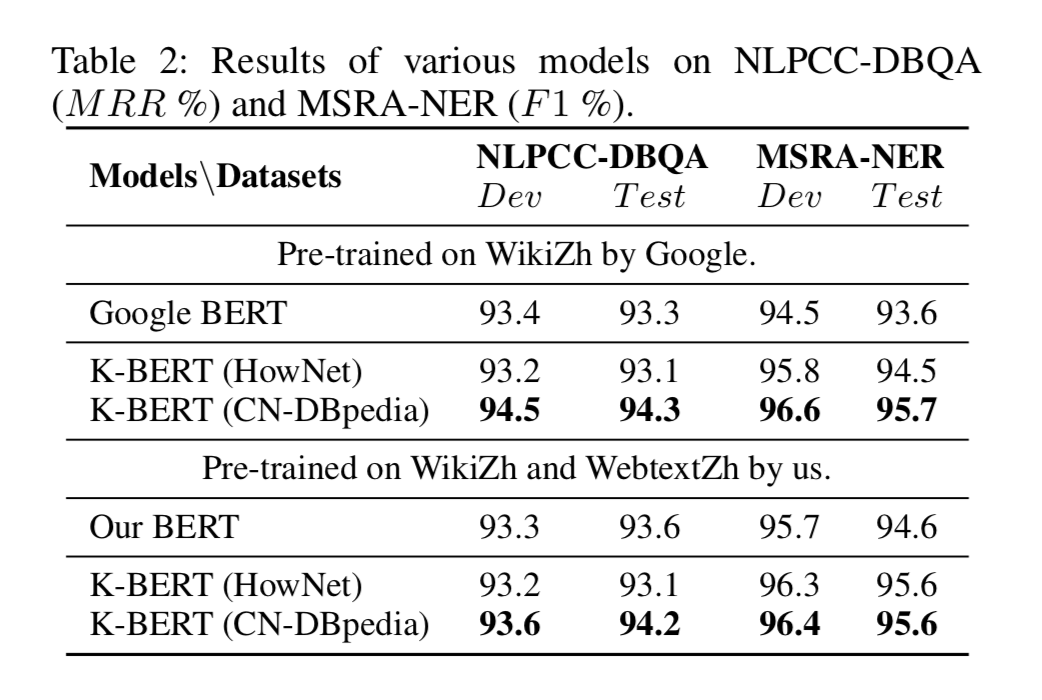 Table 2: Results of various models on NLPCC-DBQA
(MRR %) and MSRA-NER (F1 %).
Models\Datasets NLPCC-DBQA MSRA-NER
Dev Test Dev Test
Pre-trained on WikiZh by Google.
Google BERT 93.4 93.3 94.5 93.6
K-BERT (HowNet) 93.2 93.1 95.8 94.5
K-BERT (CN-DBpedia) 94.5 94.3 96.6 95.7
Pre-trained on WikiZh and WebtextZh by us.
Our BERT 93.3 93.6 95.7 94.6
K-BERT (HowNet) 93.2 93.1 96.3 95.6
K-BERT (CN-DBpedia) 93.6 94.2 96.4 95.6